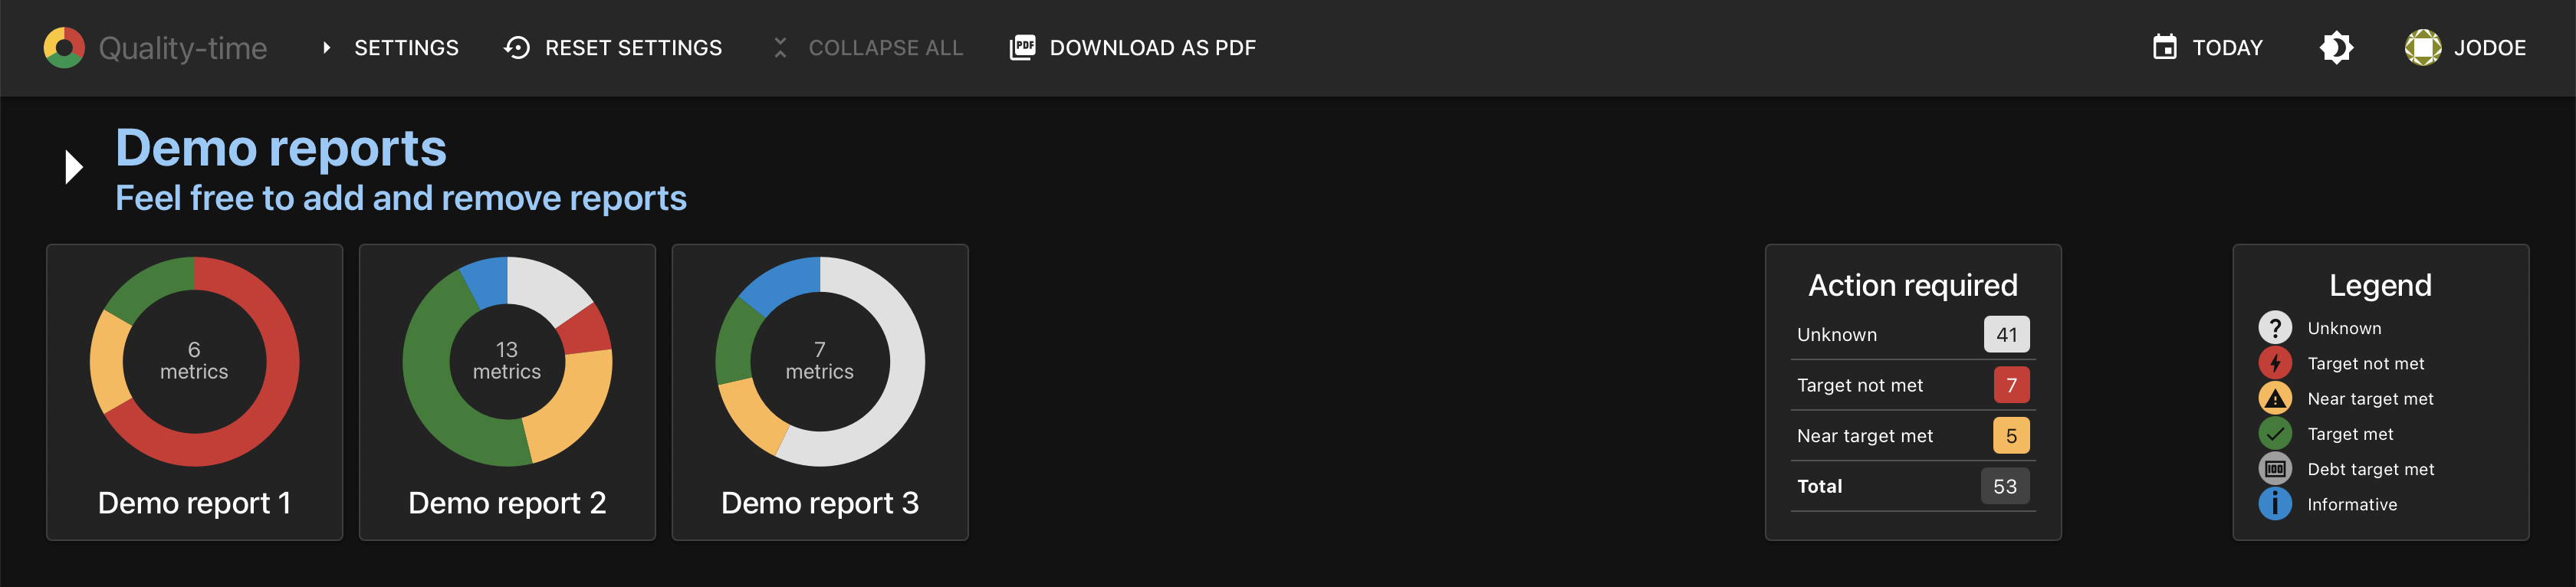 Quality-time
SETTINGS
RESET SETTINGS
COLLAPSE ALL
PDF
DOWNLOAD AS PDF
TODAY
JODOE
Demo reports
Feel free to add and remove reports
6
metrics
Demo report 1
13
metrics
Demo report 2
7
metrics
Demo report 3
Action required
Unknown 41
Target not met 7
Near target met 5
Total 53
Legend
? Unknown
Target not met
Near target met
Target met
100 Debt target met
i Informative